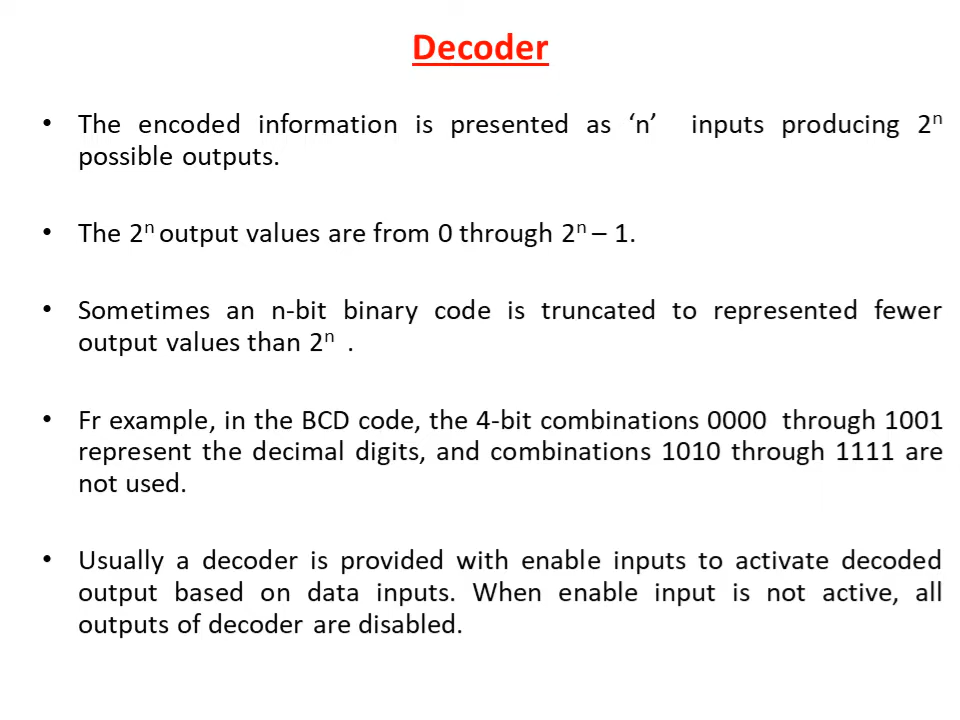 Decoder
• The encoded information is presented as ‘n’ inputs producing 2ⁿ
possible outputs.
• The 2ⁿ output values are from 0 through 2ⁿ – 1.
• Sometimes an n-bit binary code is truncated to represented fewer
output values than 2ⁿ .
• Fr example, in the BCD code, the 4-bit combinations 0000 through 1001
represent the decimal digits, and combinations 1010 through 1111 are
not used.
• Usually a decoder is provided with enable inputs to activate decoded
output based on data inputs. When enable input is not active, all
outputs of decoder are disabled.